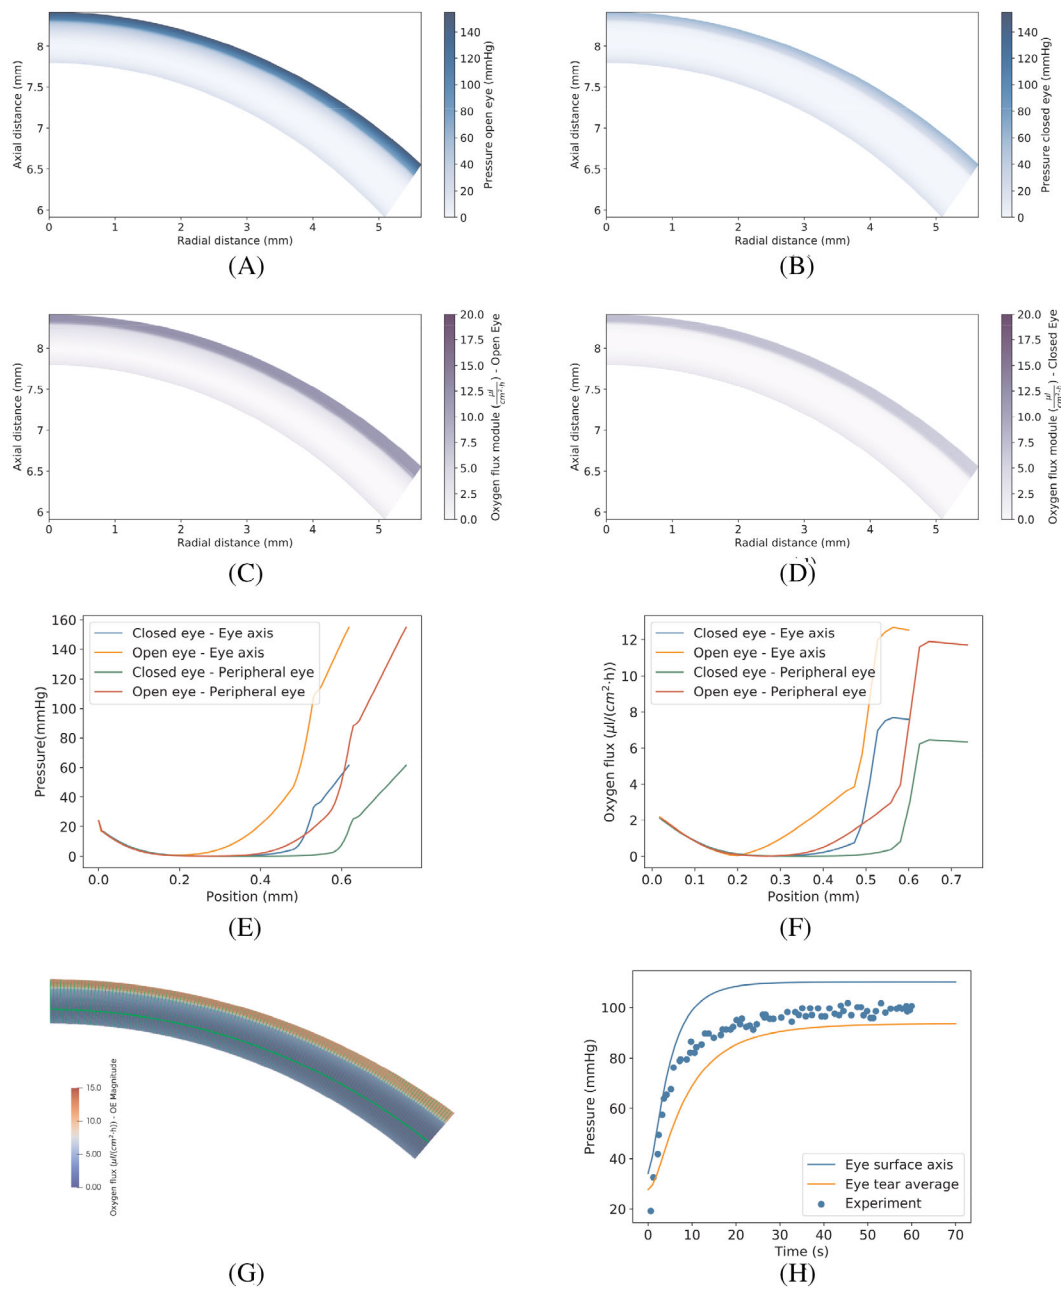 8
7.5
7
6.5
6
0 1 2 3 4 5
Axial distance (mm)
Radial distance (mm)
140
120
100
80
60
40
20
0
Pressure open eye (mmHg)
(A)
8
7.5
7
6.5
6
0 1 2 3 4 5
Axial distance (mm)
Radial distance (mm)
140
120
100
80
60
40
20
0
Pressure closed eye (mmHg)
(B)
8
7.5
7
6.5
6
0 1 2 3 4 5
Axial distance (mm)
Radial distance (mm)
20.0
17.5
15.0
12.5
10.0
7.5
5.0
2.5
0.0
Oxygen flux module (μl/cm²·h) - Open Eye
(C)
8
7.5
7
6.5
6
0 1 2 3 4 5
Axial distance (mm)
Radial distance (mm)
20.0
17.5
15.0
12.5
10.0
7.5
5.0
2.5
0.0
Oxygen flux module (μl/cm²·h) - Closed Eye
(D)
160
140
120
100
80
60
40
20
0
Pressure(mmHg)
Closed eye - Eye axis
Open eye - Eye axis
Closed eye - Peripheral eye
Open eye - Peripheral eye
0.0 0.2 0.4 0.6
Position (mm)
(E)
12
10
8
6
4
2
0
Oxygen flux (μl/(cm²·h))
Closed eye - Eye axis
Open eye - Eye axis
Closed eye - Peripheral eye
Open eye - Peripheral eye
0.0 0.1 0.2 0.3 0.4 0.5 0.6 0.7
Position (mm)
(F)
15.0
10.0
5.0
0.00
Oxygen flux (μl/(cm²·h)) - OE Magnitude
(G)
100
80
60
40
20
Pressure (mmHg)
Eye surface axis
Eye tear average
Experiment
0 10 20 30 40 50 60 70
Time (s)
(H)